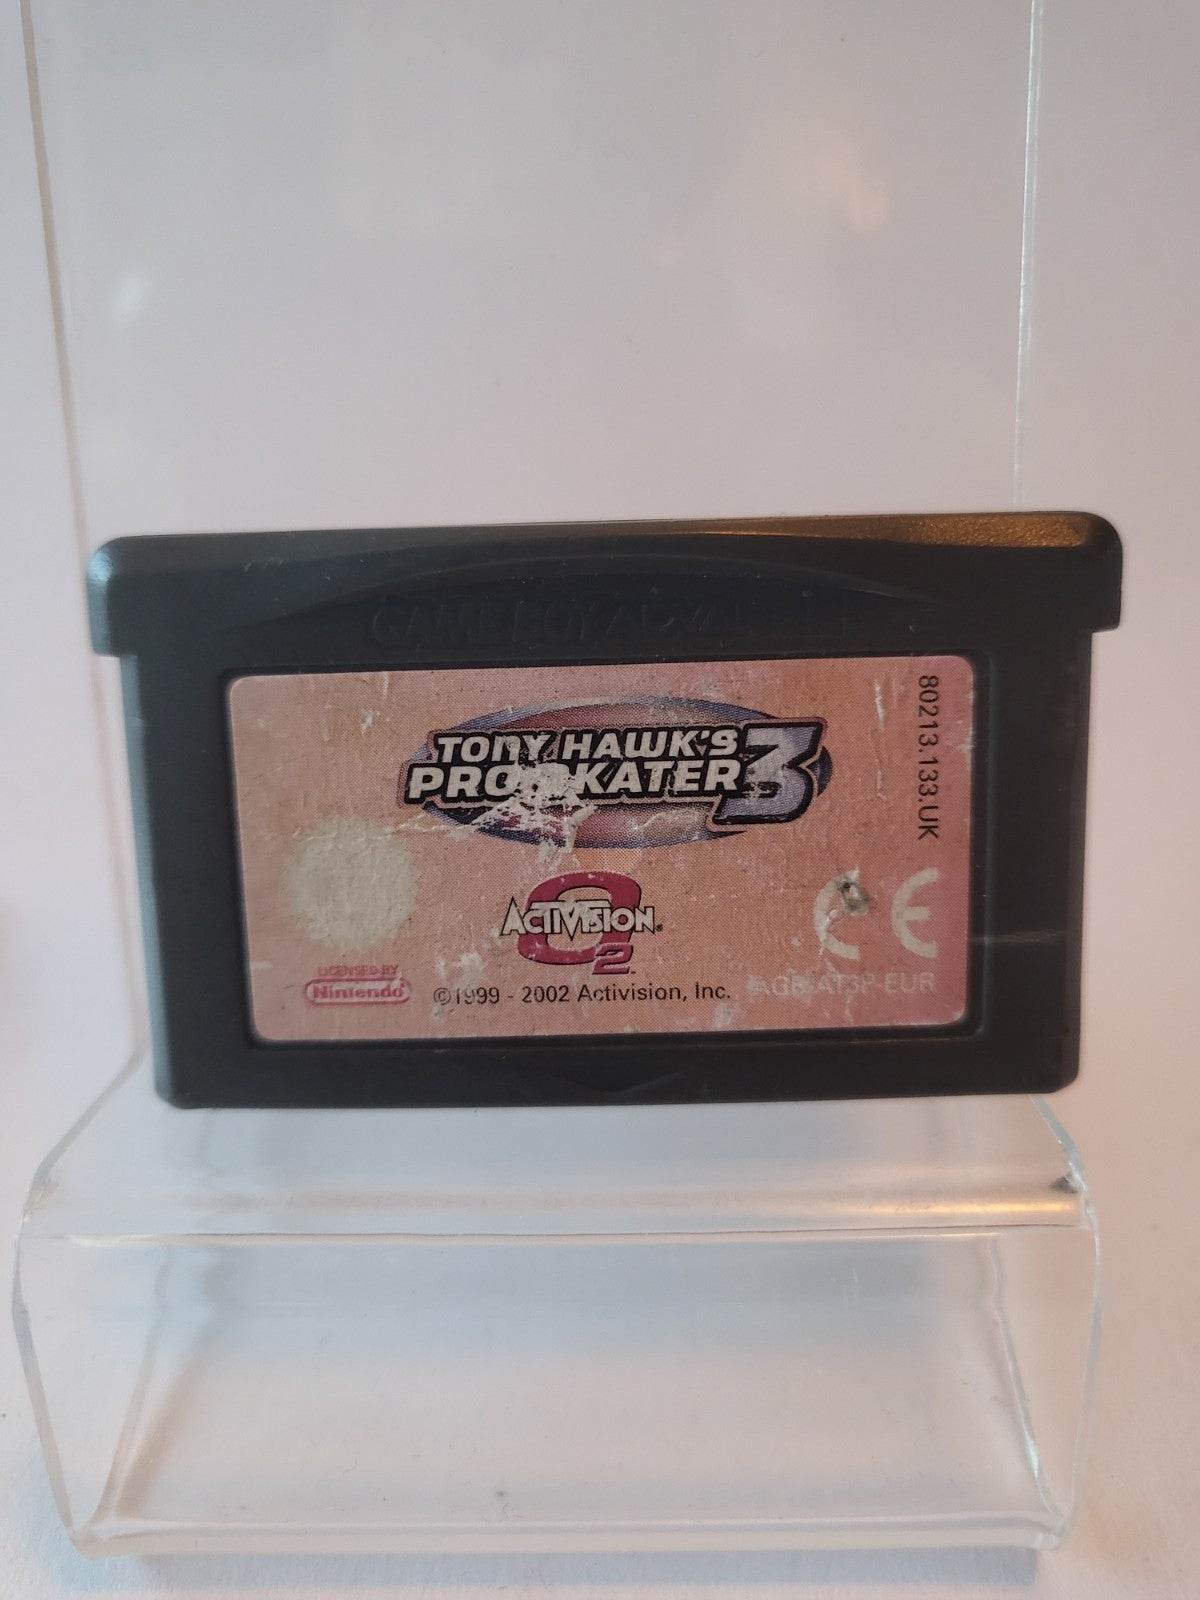 GAME BOY ADVANCE
TONY HAWK'S
PRO SKATER 3
80213.133.UK
ACTIVISION®
O2
CE
LICENSED BY
Nintendo®
©1999 - 2002 Activision, Inc.
AGB-AT3P-EUR